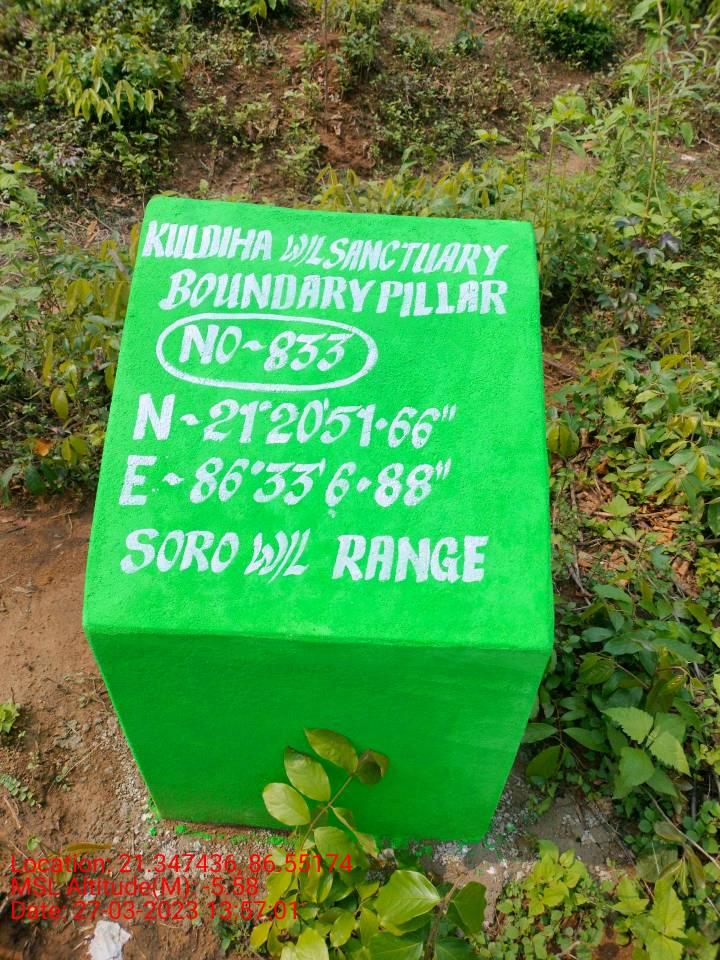 KULDIHA W/L SANCTUARY
BOUNDARY PILLAR
NO~833
N~21°20'51.66"
E~86°33'6.88"
SORO W/L RANGE
Location: 21.347436, 86.55174
MSL Altitude(M): -5.58
Date: 27-03-2023 13:57:01